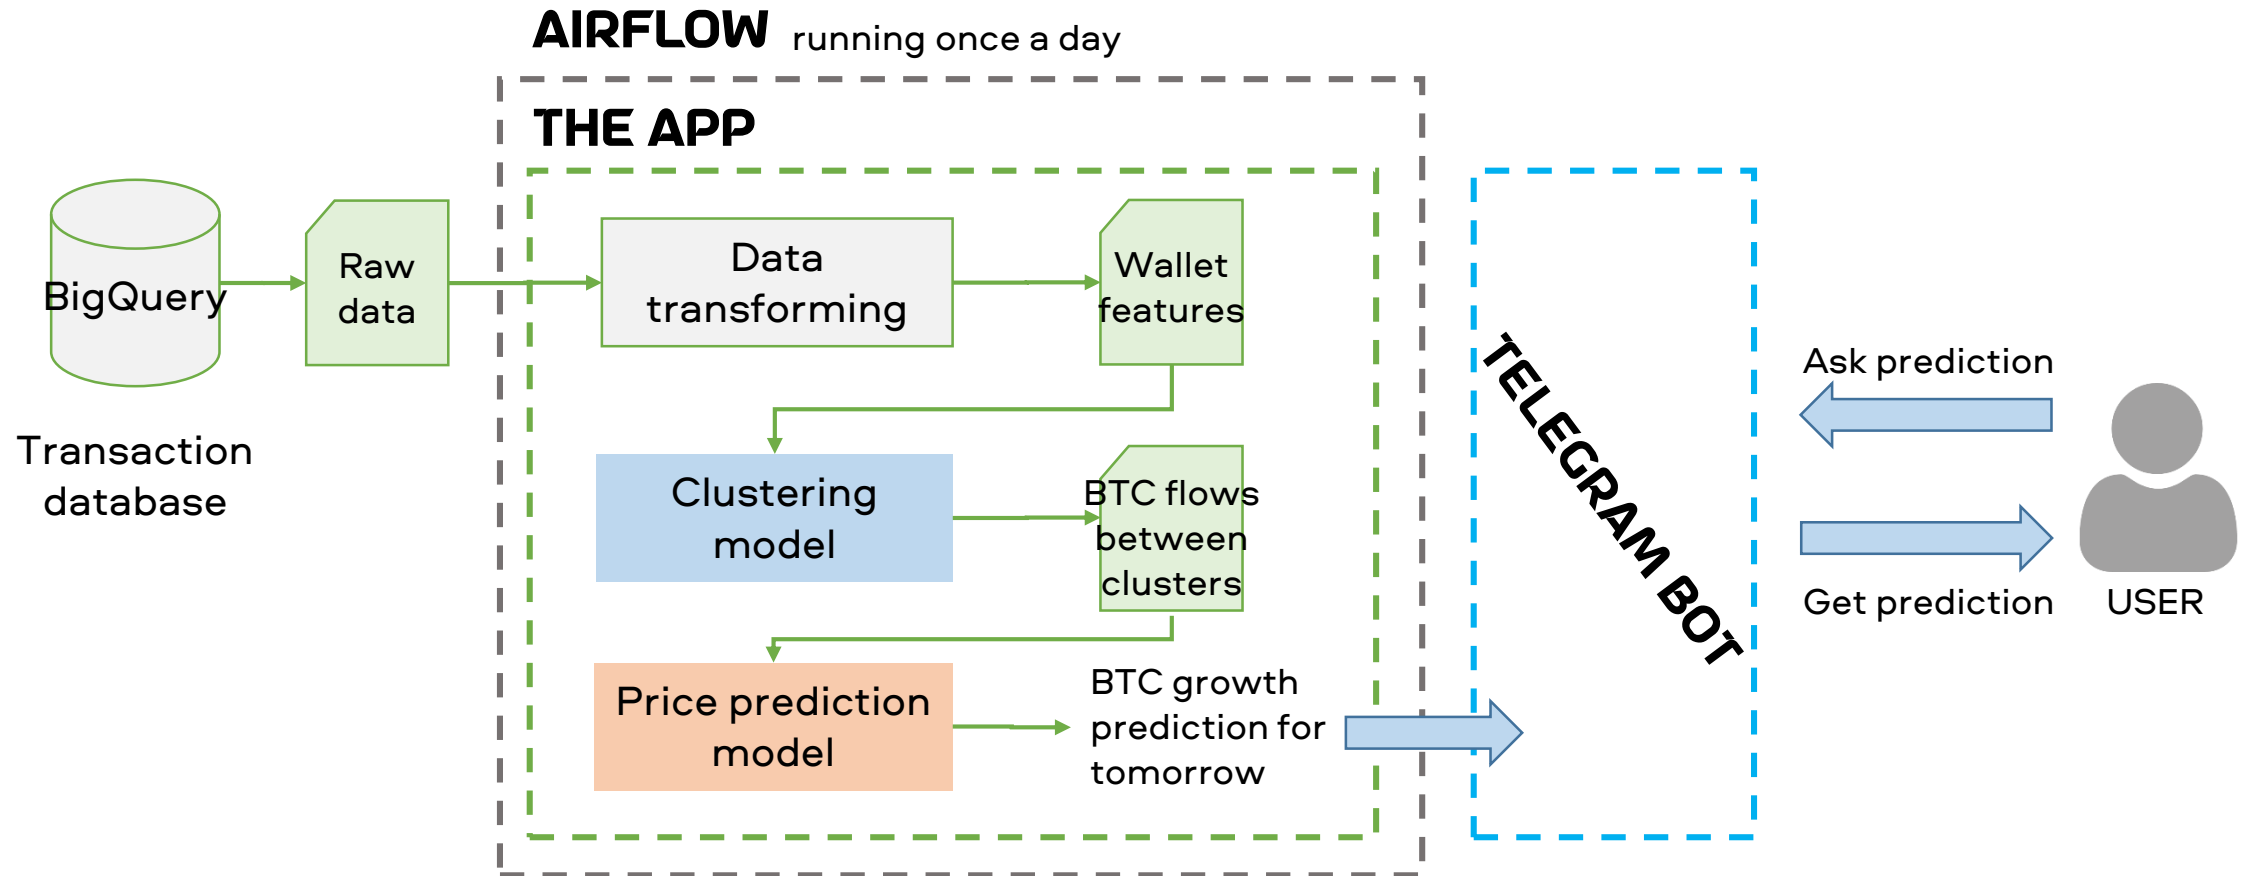 AIRFLOW running once a day
THE APP
BigQuery
Transaction
database
Raw
data
Data
transforming
Wallet
features
Clustering
model
BTC flows
between
clusters
Price prediction
model
BTC growth
prediction for
tomorrow
TELEGRAM BOT
Ask prediction
Get prediction
USER